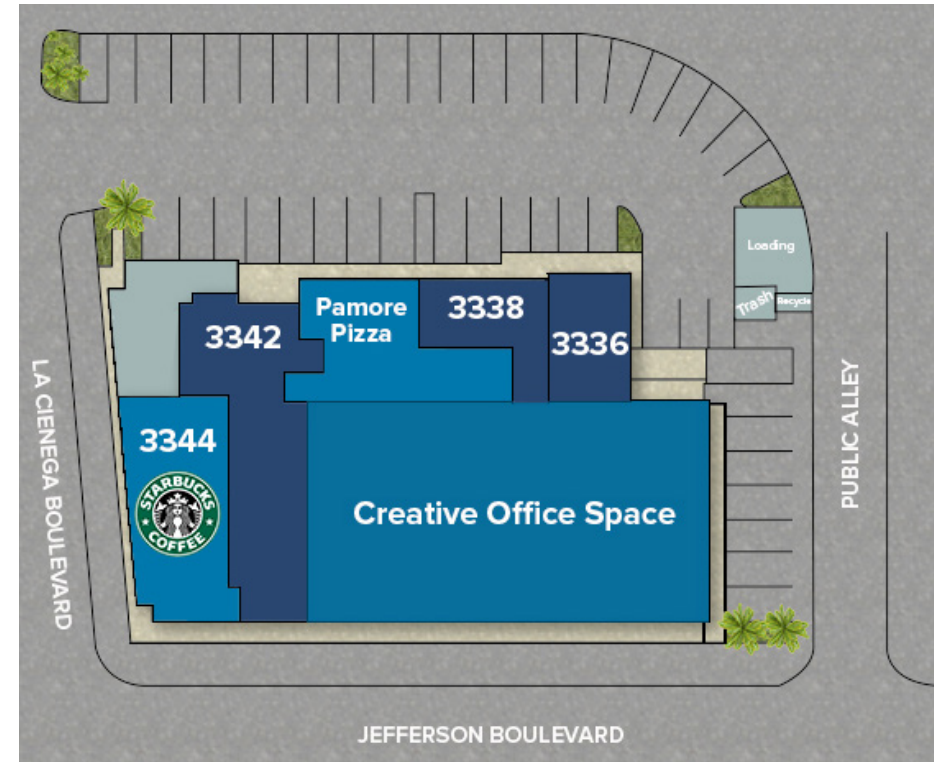 Loading
Trash
Recycle
Pamore
Pizza
3338
3342
3336
3344
STARBUCKS
COFFEE
Creative Office Space
LA CIENEGA BOULEVARD
PUBLIC ALLEY
JEFFERSON BOULEVARD